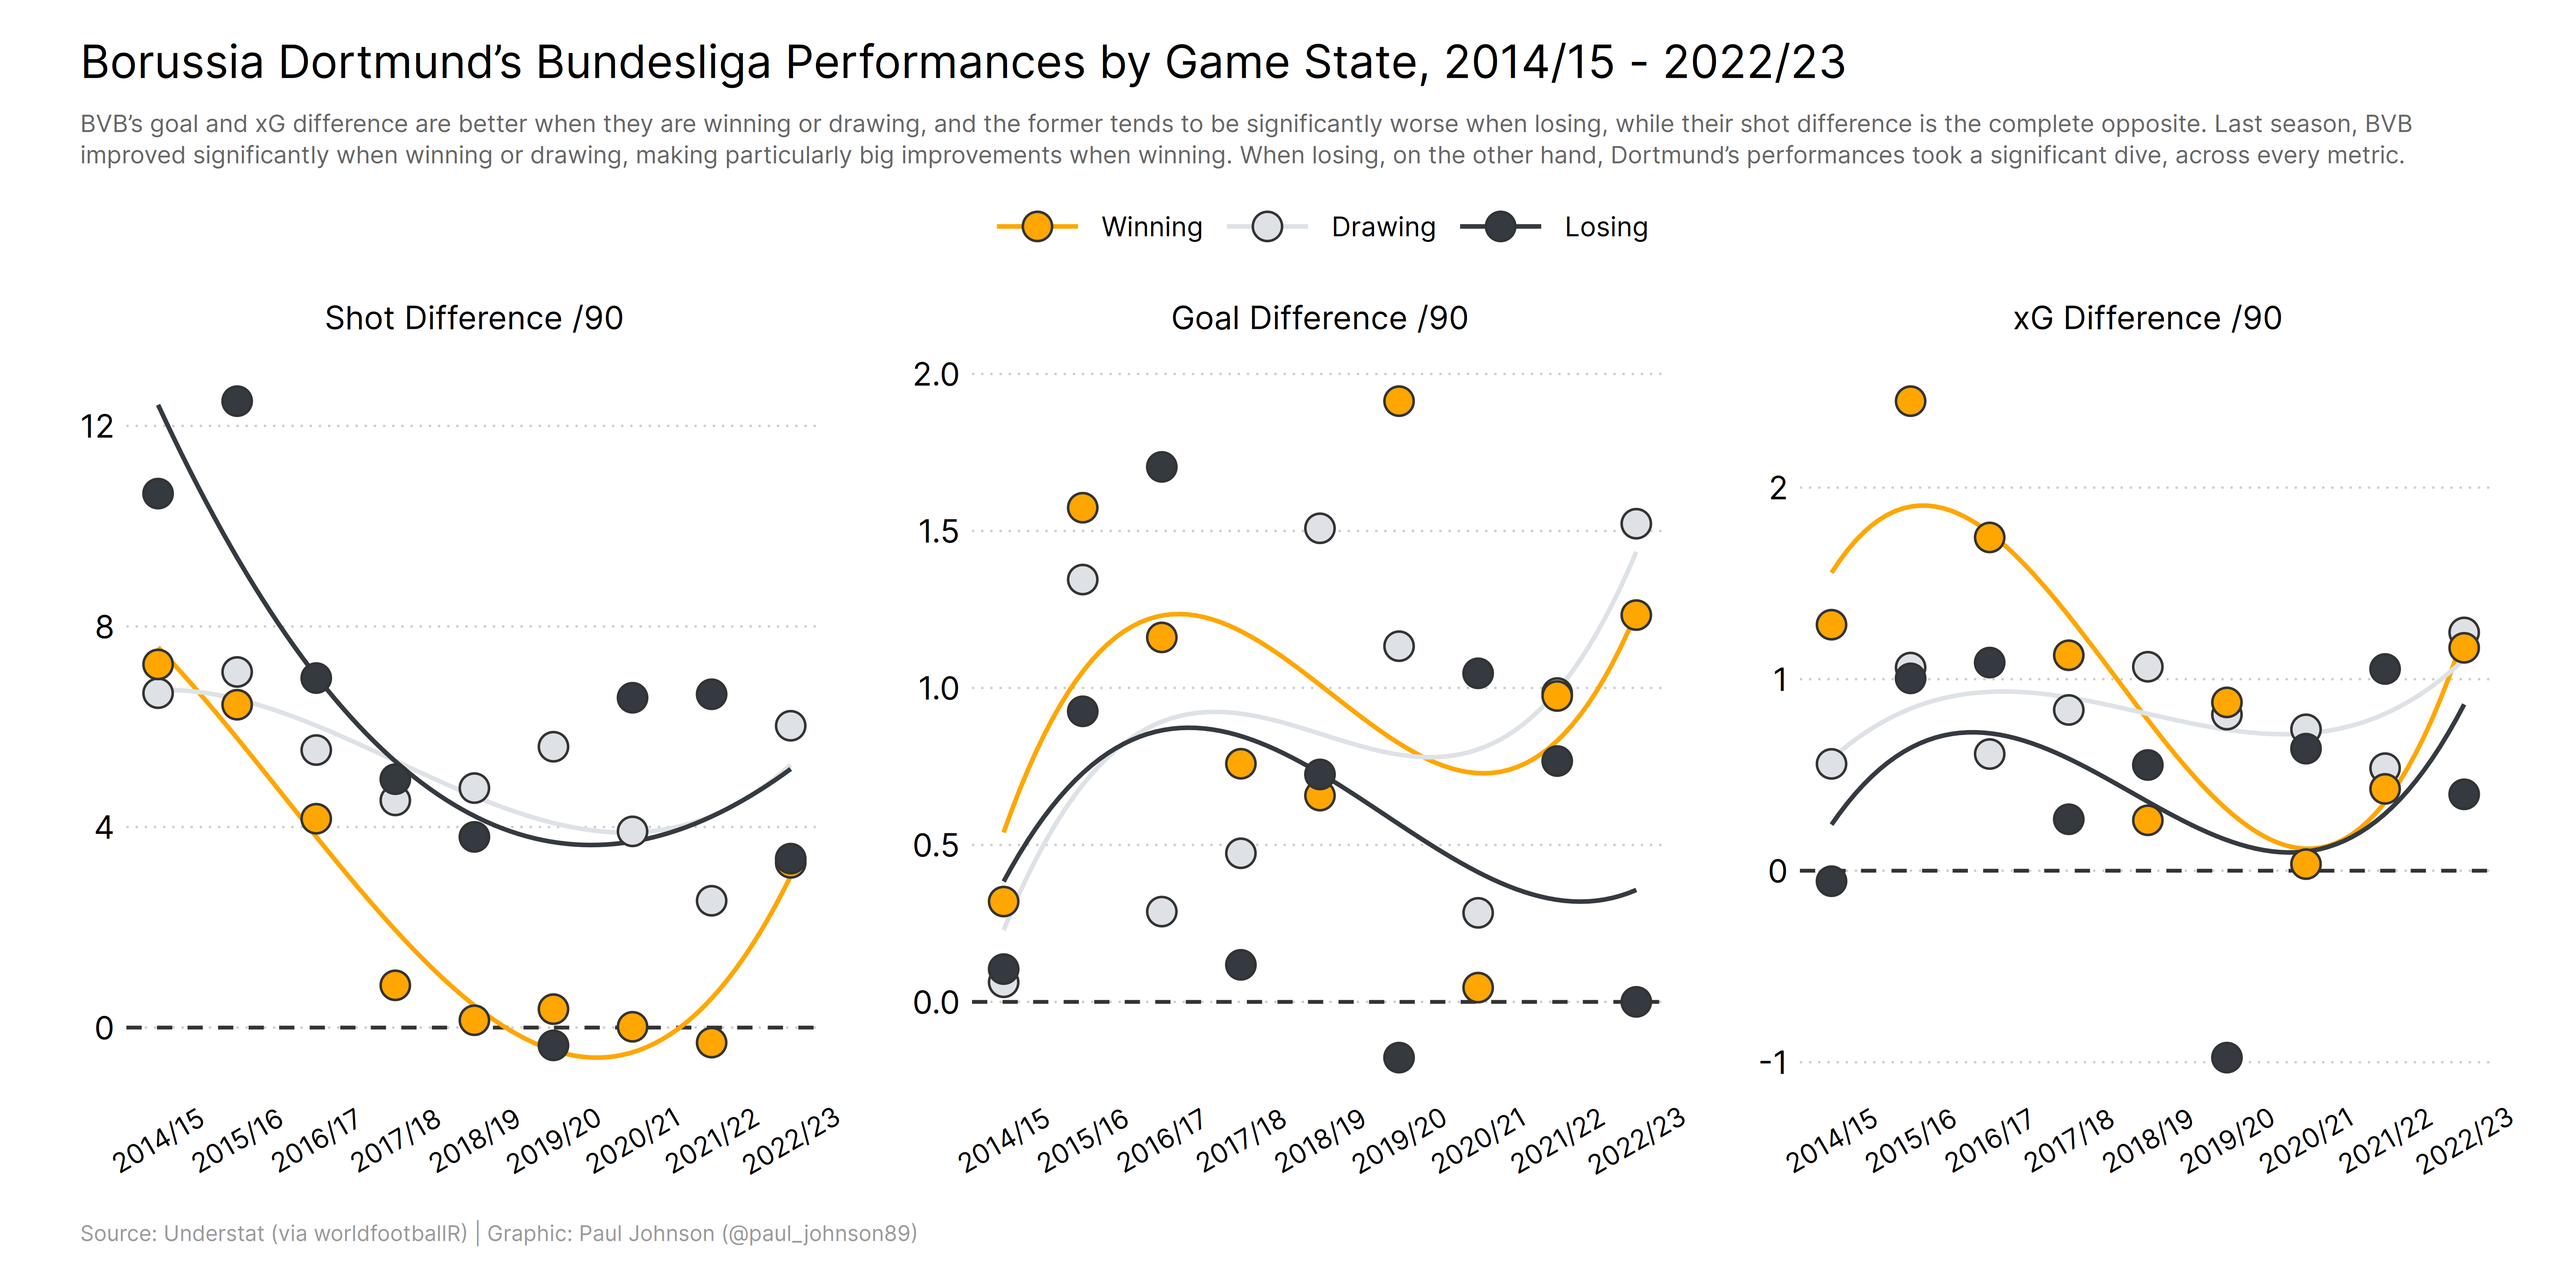 Borussia Dortmund’s Bundesliga Performances by Game State, 2014/15 - 2022/23
BVB’s goal and xG difference are better when they are winning or drawing, and the former tends to be significantly worse when losing, while their shot difference is the complete opposite. Last season, BVB
improved significantly when winning or drawing, making particularly big improvements when winning. When losing, on the other hand, Dortmund’s performances took a significant dive, across every metric.
Winning Drawing Losing
Shot Difference /90
12
8
4
0
2014/15 2015/16 2016/17 2017/18 2018/19 2019/20 2020/21 2021/22 2022/23
Goal Difference /90
2.0
1.5
1.0
0.5
0.0
2014/15 2015/16 2016/17 2017/18 2018/19 2019/20 2020/21 2021/22 2022/23
xG Difference /90
2
1
0
-1
2014/15 2015/16 2016/17 2017/18 2018/19 2019/20 2020/21 2021/22 2022/23
Source: Understat (via worldfootballR) | Graphic: Paul Johnson (@paul_johnson89)